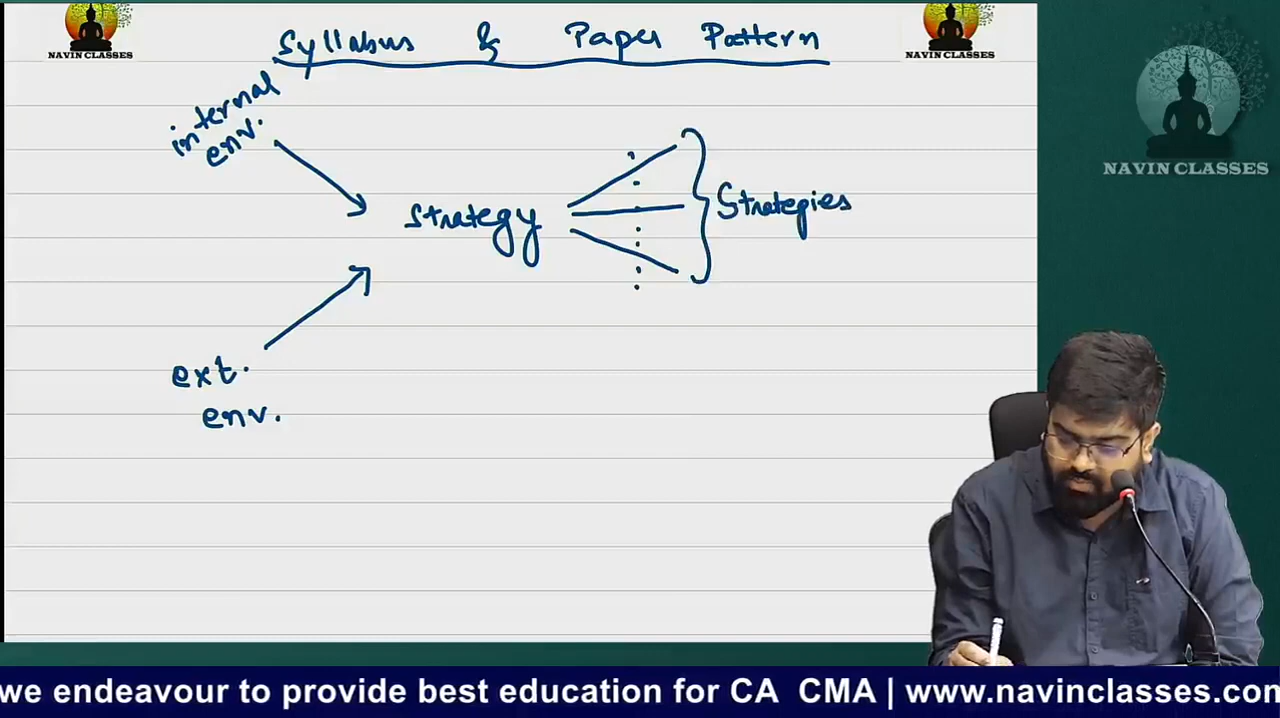 NAVIN CLASSES
Syllabus & Paper Pattern
NAVIN CLASSES
NAVIN CLASSES
internal
env.
Strategy
Strategies
ext.
env.
we endeavour to provide best education for CA CMA | www.navinclasses.con